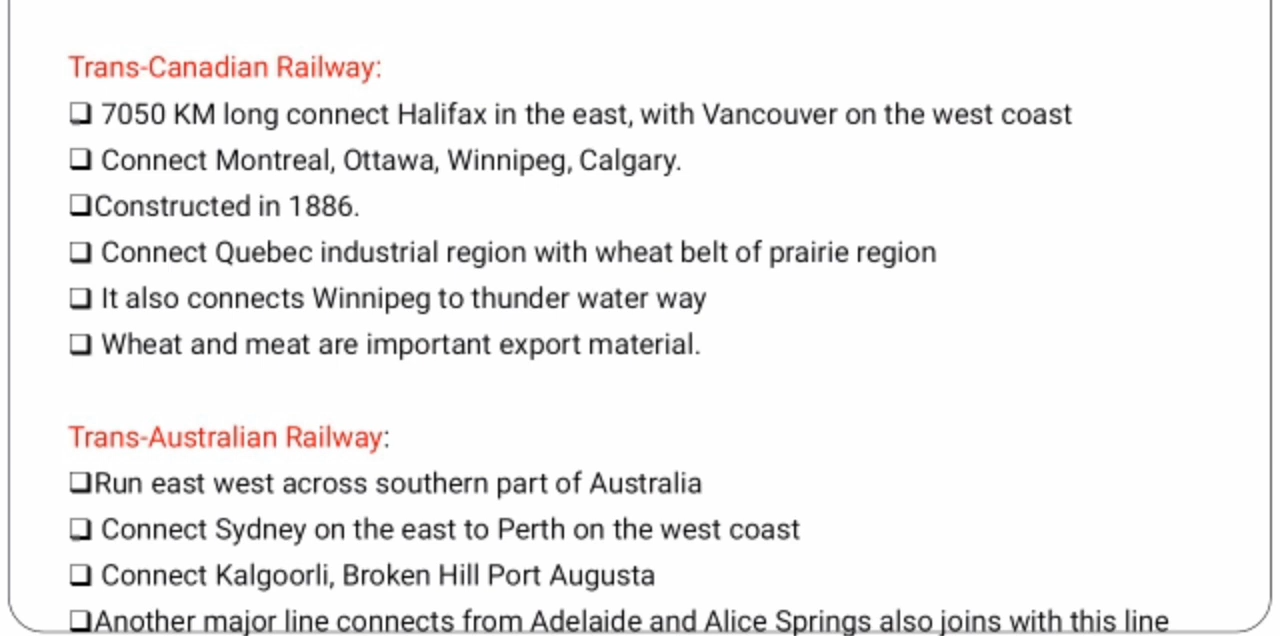 Trans-Canadian Railway:
❑ 7050 KM long connect Halifax in the east, with Vancouver on the west coast
❑ Connect Montreal, Ottawa, Winnipeg, Calgary.
❑Constructed in 1886.
❑ Connect Quebec industrial region with wheat belt of prairie region
❑ It also connects Winnipeg to thunder water way
❑ Wheat and meat are important export material.
Trans-Australian Railway:
❑Run east west across southern part of Australia
❑ Connect Sydney on the east to Perth on the west coast
❑ Connect Kalgoorli, Broken Hill Port Augusta
❑Another major line connects from Adelaide and Alice Springs also joins with this line